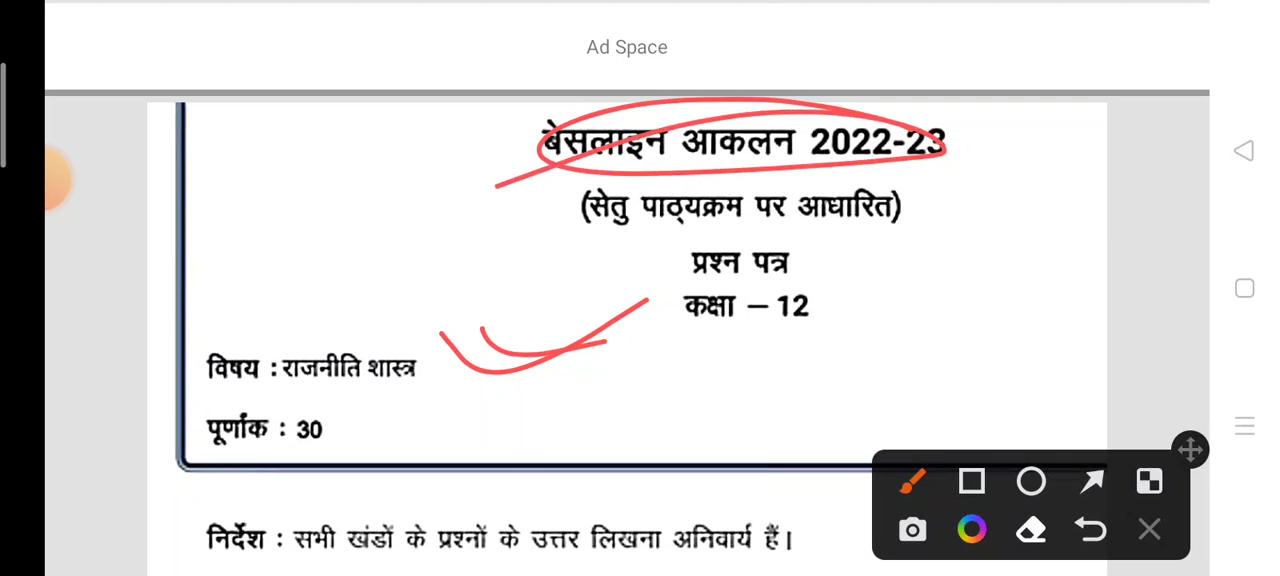 Ad Space
बेसलाइन आकलन 2022-23
(सेतु पाठ्यक्रम पर आधारित)
प्रश्न पत्र
कक्षा – 12
विषय : राजनीति शास्त्र
पूर्णांक : 30
निर्देश : सभी खंडों के प्रश्नों के उत्तर लिखना अनिवार्य हैं।